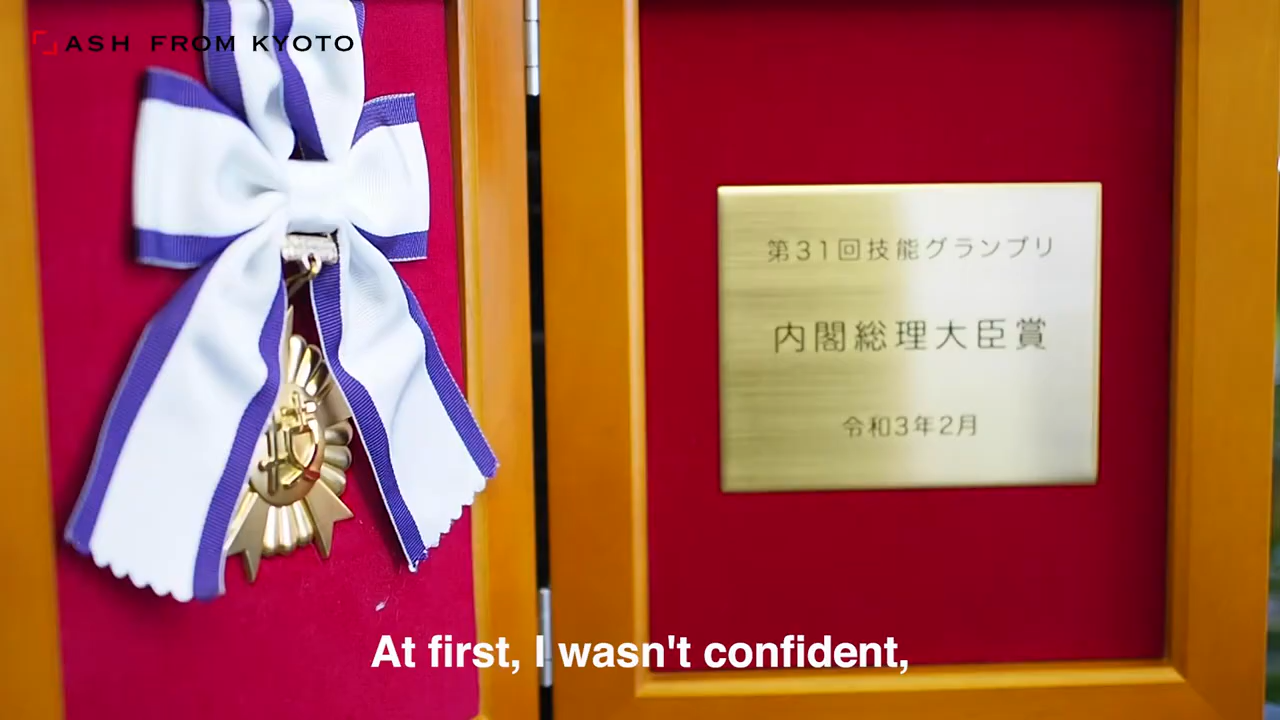 ASH FROM KYOTO
第31回技能グランプリ
内閣総理大臣賞
令和3年2月
At first, I wasn't confident,